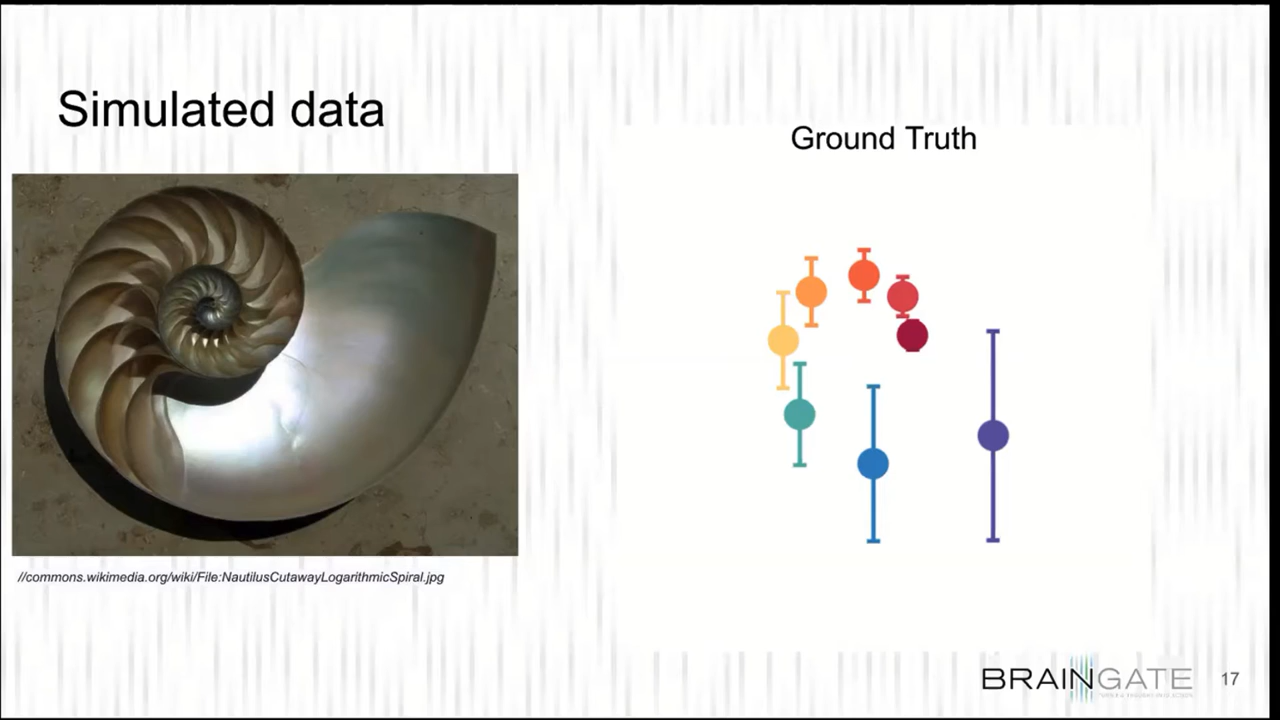 Simulated data
Ground Truth
//commons.wikimedia.org/wiki/File:NautilusCutawayLogarithmicSpiral.jpg
BRAINGATE
17